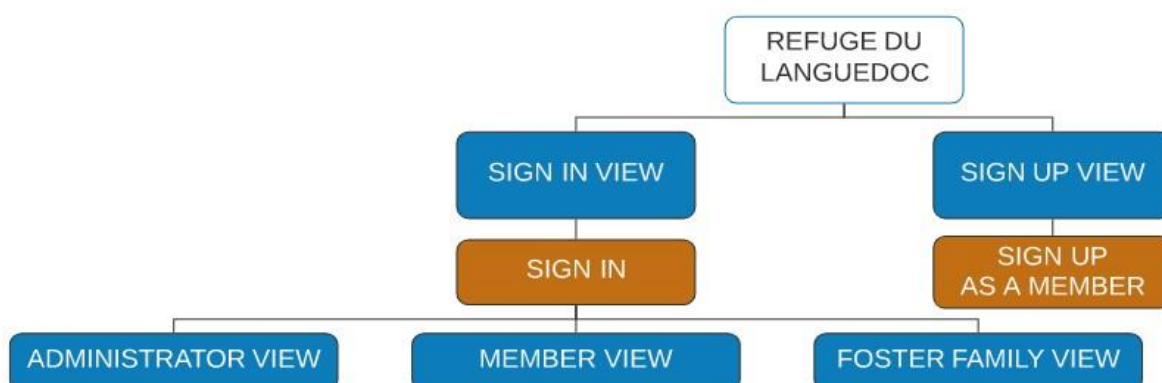 REFUGE DU
LANGUEDOC
SIGN IN VIEW
SIGN UP VIEW
SIGN IN
SIGN UP
AS A MEMBER
ADMINISTRATOR VIEW
MEMBER VIEW
FOSTER FAMILY VIEW